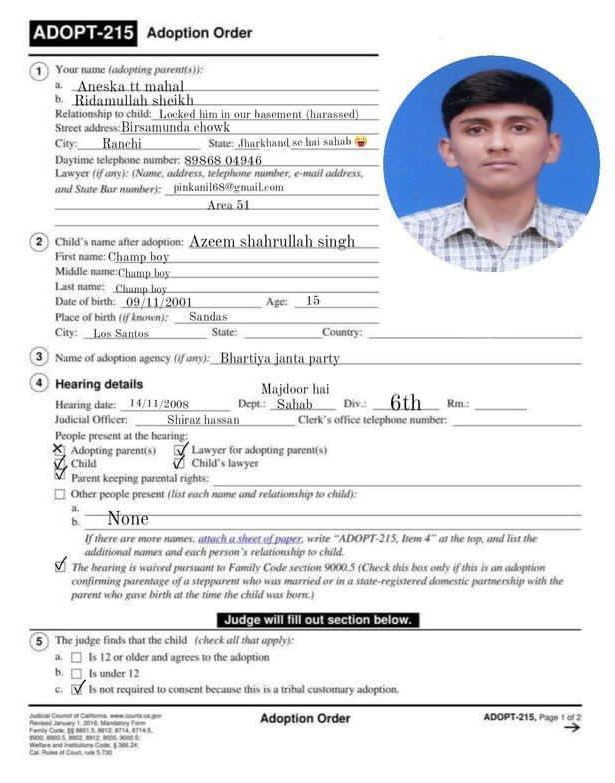 ADOPT-215 Adoption Order
1 Your name (adopting parent(s)):
a. Aneska tt mahal
b. Ridamullah sheikh
Relationship to child: Locked him in our basement (harassed)
Street address: Birsamunda chowk
City: Ranchi State: Jharkhand se hai sahab 😝
Daytime telephone number: 89868 04946
Lawyer (if any): (Name, address, telephone number, e-mail address,
and State Bar number): pinkanil68@gmail.com
Area 51
2 Child's name after adoption: Azeem shahrullah singh
First name: Champ boy
Middle name: Champ boy
Last name: Champ boy
Date of birth: 09/11/2001 Age: 15
Place of birth (if known): Sandas
City: Los Santos State: Country:
3 Name of adoption agency (if any): Bhartiya janta party
4 Hearing details
Majdoor hai
Hearing date: 14/11/2008 Dept.: Sahab Div.: 6th Rm.:
Judicial Officer: Shiraz hassan Clerk's office telephone number:
People present at the hearing:
Adopting parent(s) Lawyer for adopting parent(s)
Child Child's lawyer
Parent keeping parental rights:
Other people present (list each name and relationship to child):
a.
b. None
If there are more names, attach a sheet of paper, write "ADOPT-215, Item 4" at the top, and list the
additional names and each person's relationship to child.
The hearing is waived pursuant to Family Code section 9000.5 (Check this box only if this is an adoption
confirming parentage of a stepparent who was married or in a state-registered domestic partnership with the
parent who gave birth at the time the child was born.)
Judge will fill out section below.
5 The judge finds that the child (check all that apply):
a. Is 12 or older and agrees to the adoption
b. Is under 12
c. Is not required to consent because this is a tribal customary adoption.
Judicial Council of California, www.courts.ca.gov
Revised January 1, 2016, Mandatory Form
Family Code, §§ 8601.5, 8612, 8714, 8714.5,
8900, 8900.5, 8902, 8912, 9000, 9000.5;
Welfare and Institutions Code, § 366.24;
Cal. Rules of Court, rule 5.730
Adoption Order
ADOPT-215, Page 1 of 2